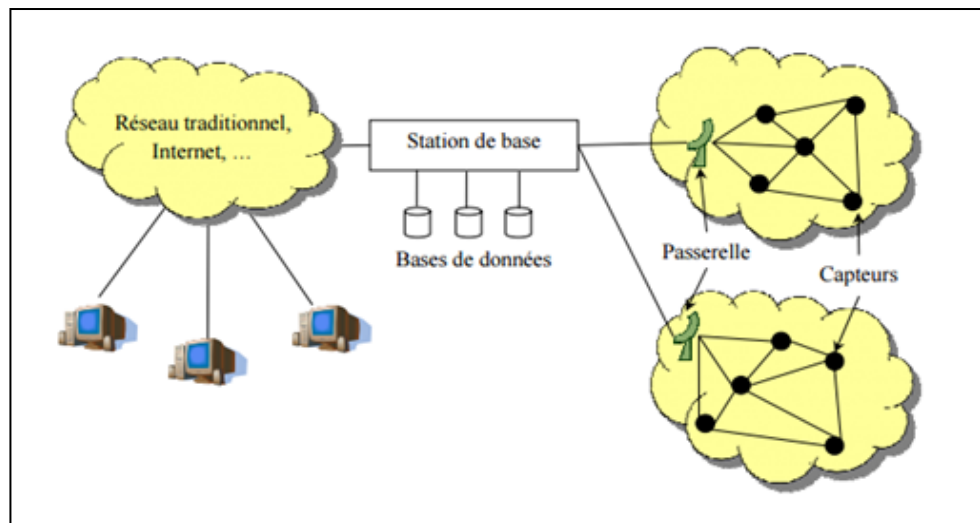 Réseau traditionnel,
Internet, ...
Station de base
Bases de données
Passerelle
Capteurs